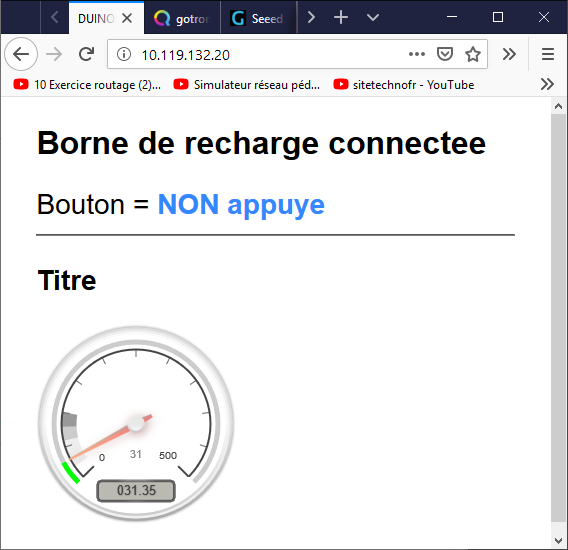 DUINO
gotron
Seeed
10.119.132.20
10 Exercice routage (2)...
Simulateur réseau péd...
sitetechnofr - YouTube
Borne de recharge connectee
Bouton = NON appuye
Titre
0
31
500
031.35